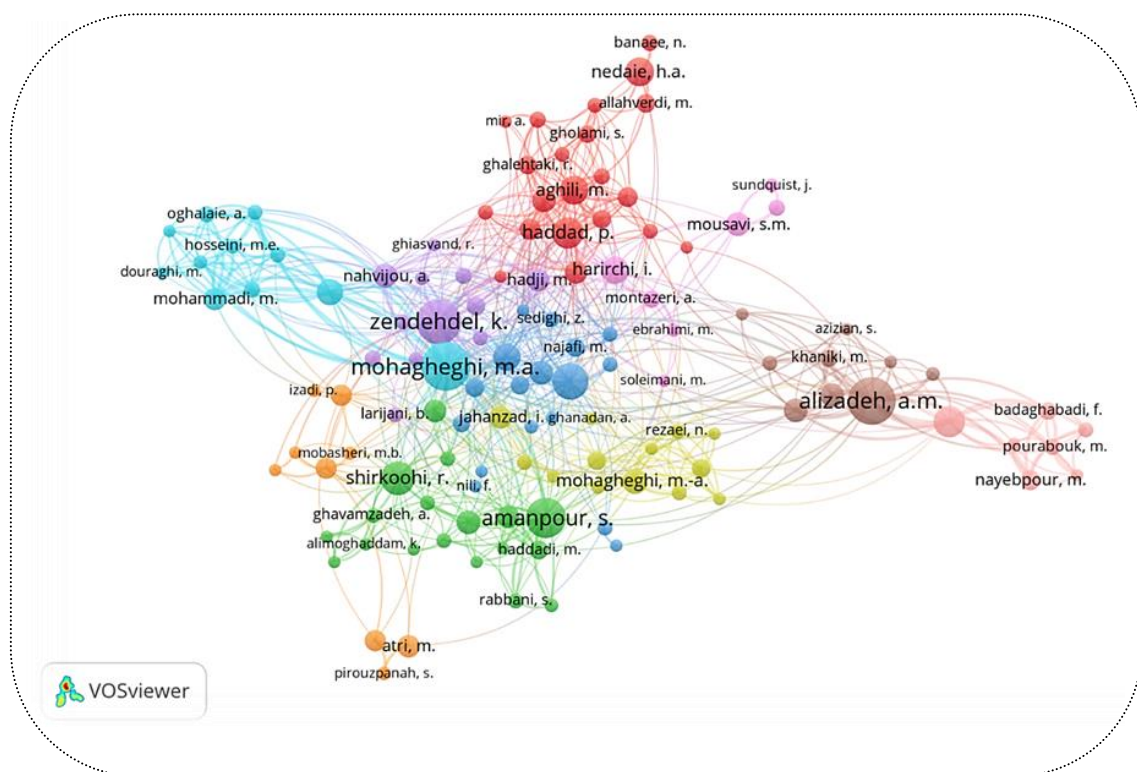 banaee, n.
nedaie, h.a.
allahverdi, m.
mir, a.
gholami, s.
ghalehtaki, r.
aghili, m.
sundquist, j.
oghalaie, a.
mousavi, s.m.
haddad, p.
hosseini, m.e.
ghiasvand, r.
douraghi, m.
nahvijou, a.
hadji, m.
harirchi, i.
mohammadi, m.
montazeri, a.
zendehdel, k.
sedighi, z.
ebrahimi, m.
azizian, s.
najafi, m.
khaniki, m.
mohagheghi, m.a.
soleimani, m.
izadi, p.
alizadeh, a.m.
larijani, b.
jahanzad, i.
ghanadan, a.
badaghabadi, f.
rezaei, n.
pourabouk, m.
mobasheri, m.b.
shirkoohi, r.
nili, f.
mohagheghi, m.-a.
nayebpour, m.
ghavamzadeh, a.
amanpour, s.
alimoghaddam, k.
haddadi, m.
rabbani, s.
atri, m.
pirouzpanah, s.
VOSviewer